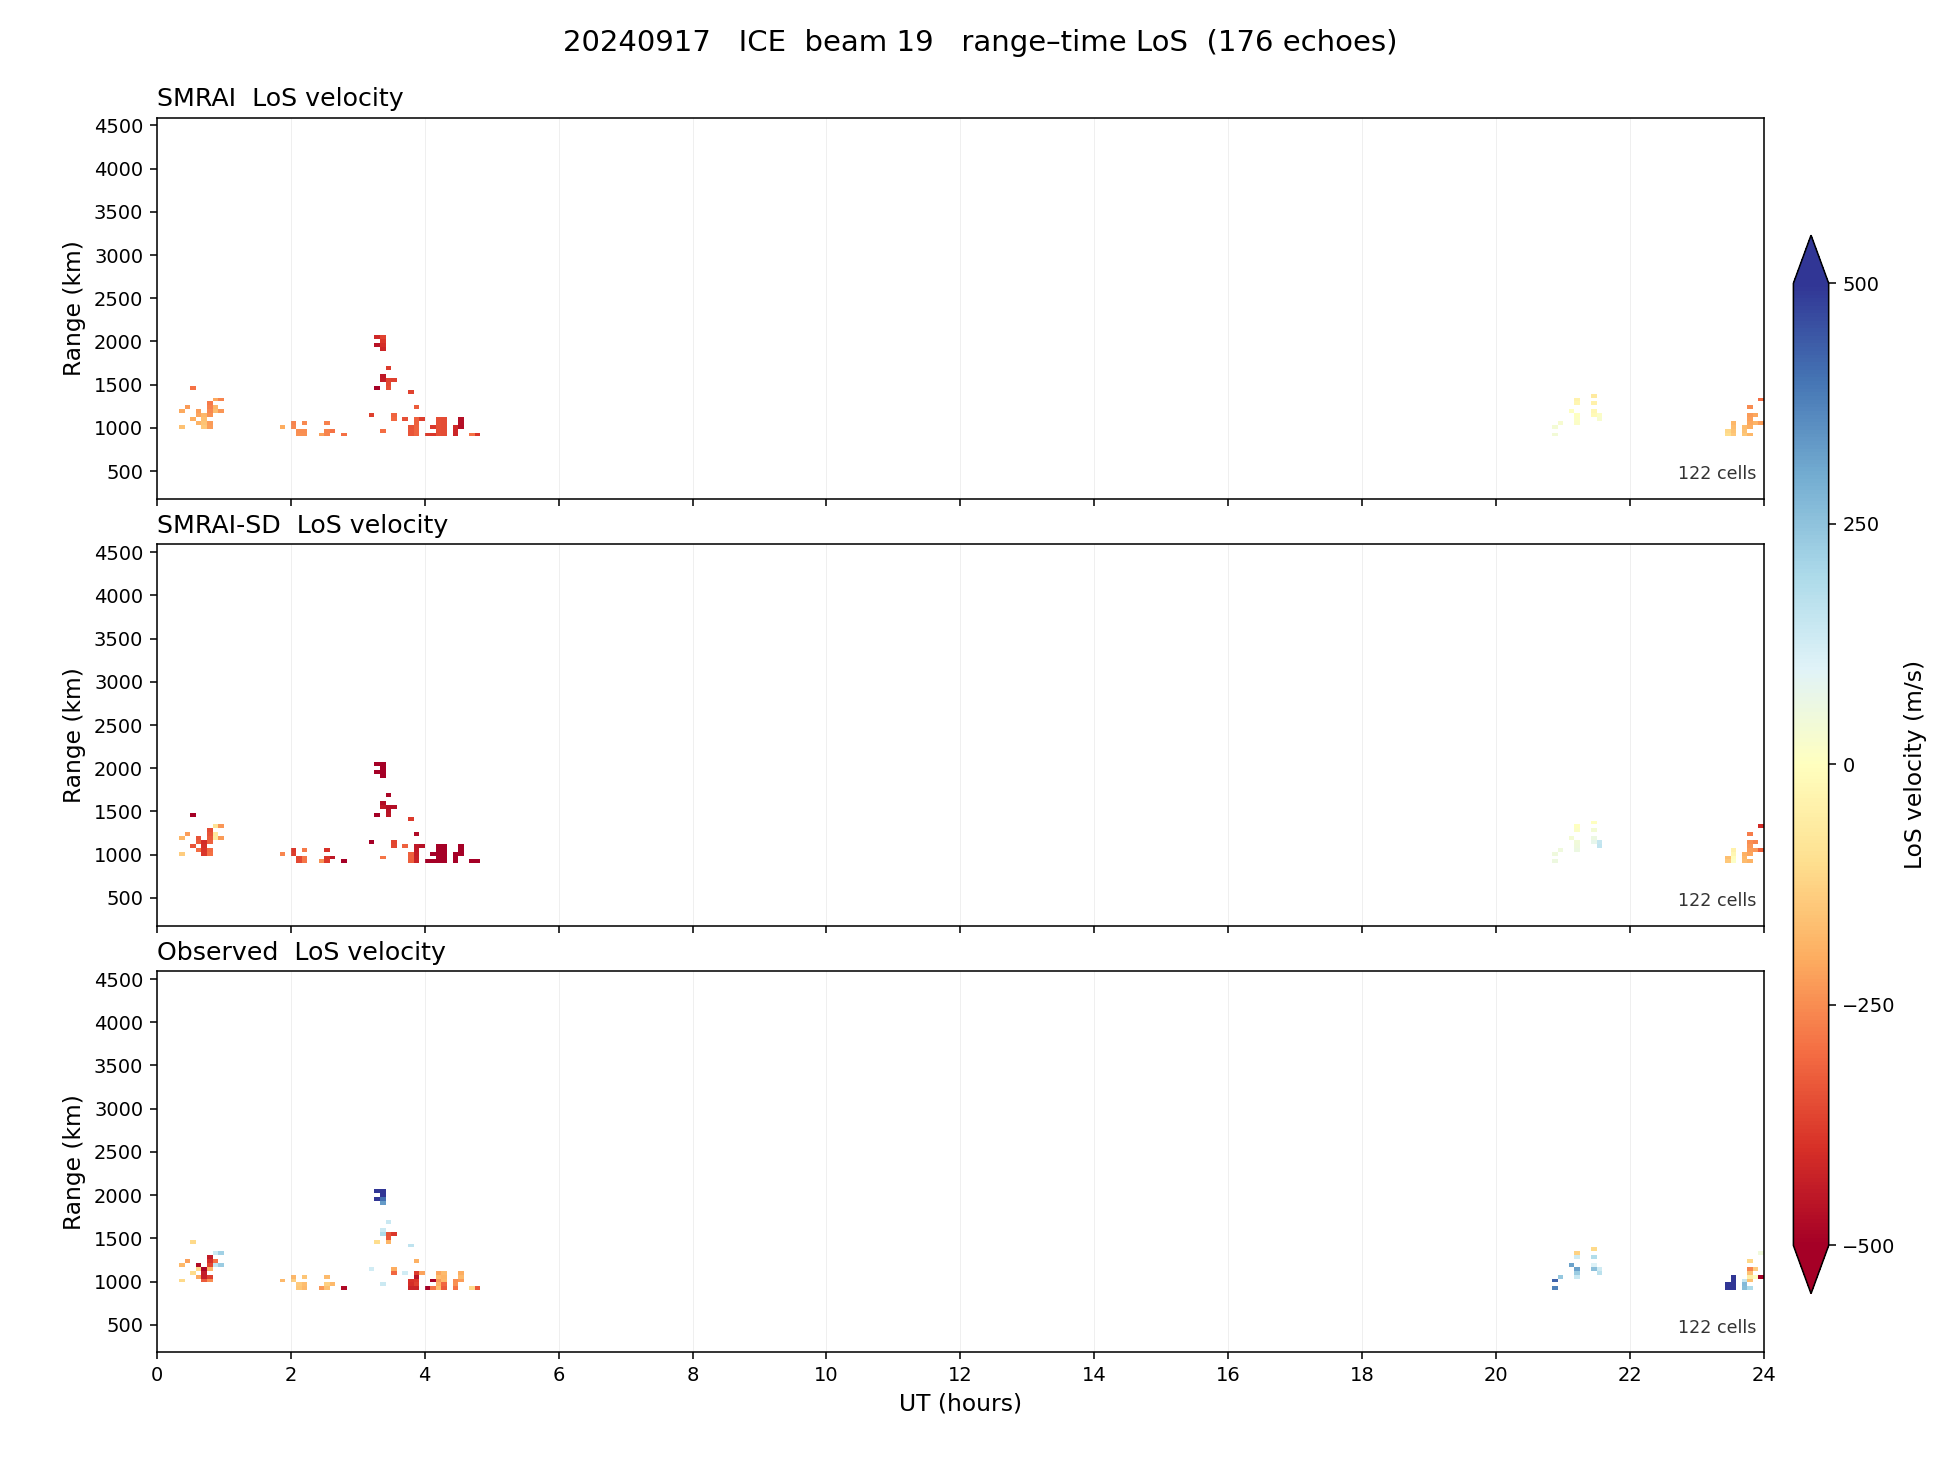 20240917   ICE  beam 19   range–time LoS  (176 echoes)
SMRAI  LoS velocity
4500
4000
3500
3000
2500
2000
1500
1000
500
Range (km)
122 cells
SMRAI-SD  LoS velocity
4500
4000
3500
3000
2500
2000
1500
1000
500
Range (km)
122 cells
Observed  LoS velocity
4500
4000
3500
3000
2500
2000
1500
1000
500
Range (km)
122 cells
0 2 4 6 8 10 12 14 16 18 20 22 24
UT (hours)
500
250
0
−250
−500
LoS velocity (m/s)